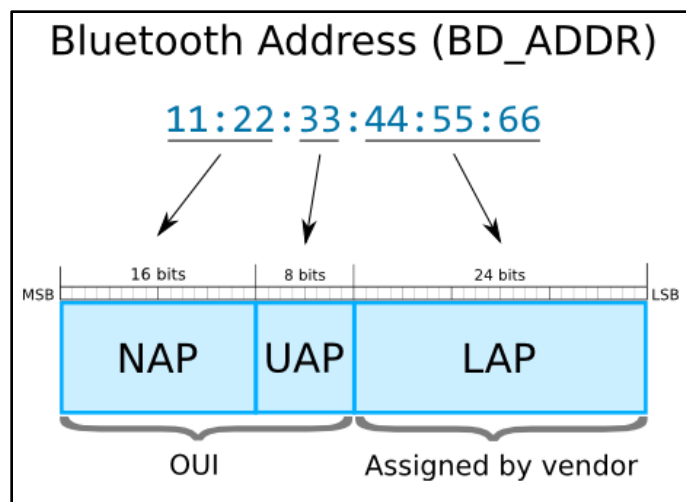 Bluetooth Address (BD_ADDR)
11:22:33:44:55:66
16 bits 8 bits 24 bits
MSB LSB
NAP UAP LAP
OUI Assigned by vendor